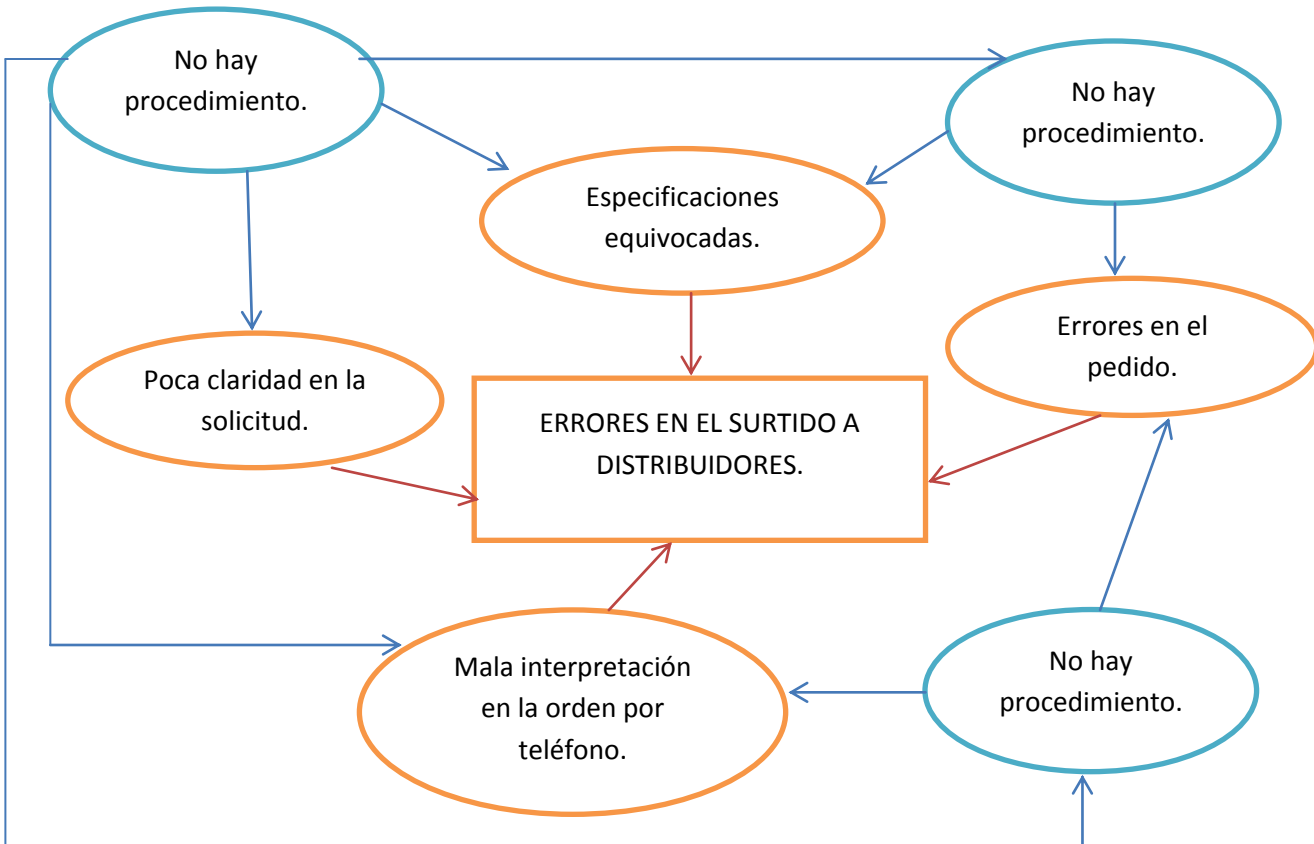 No hay
procedimiento.
No hay
procedimiento.
Especificaciones
equivocadas.
Errores en el
pedido.
Poca claridad en la
solicitud.
ERRORES EN EL SURTIDO A
DISTRIBUIDORES.
Mala interpretación
en la orden por
teléfono.
No hay
procedimiento.